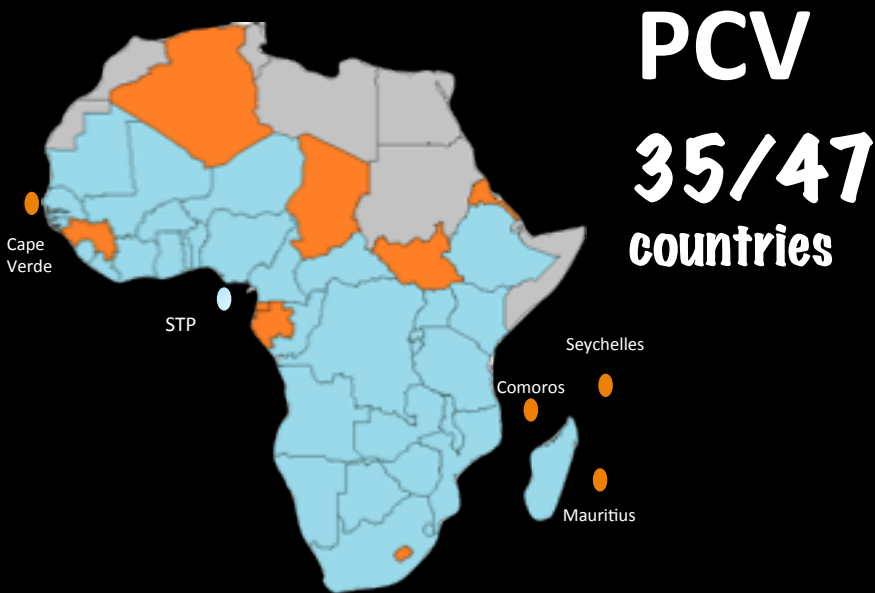 PCV
35/47
countries
Cape
Verde
STP
Seychelles
Comoros
Mauritius